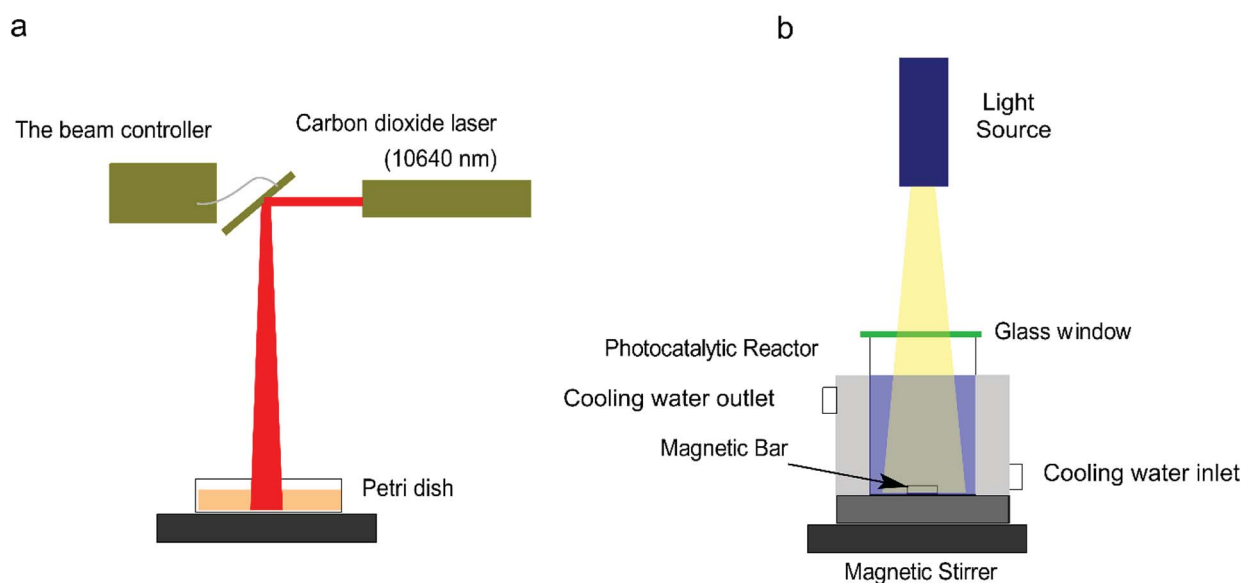 a
The beam controller
Carbon dioxide laser
(10640 nm)
Petri dish
b
Light
Source
Glass window
Photocatalytic Reactor
Cooling water outlet
Magnetic Bar
Cooling water inlet
Magnetic Stirrer